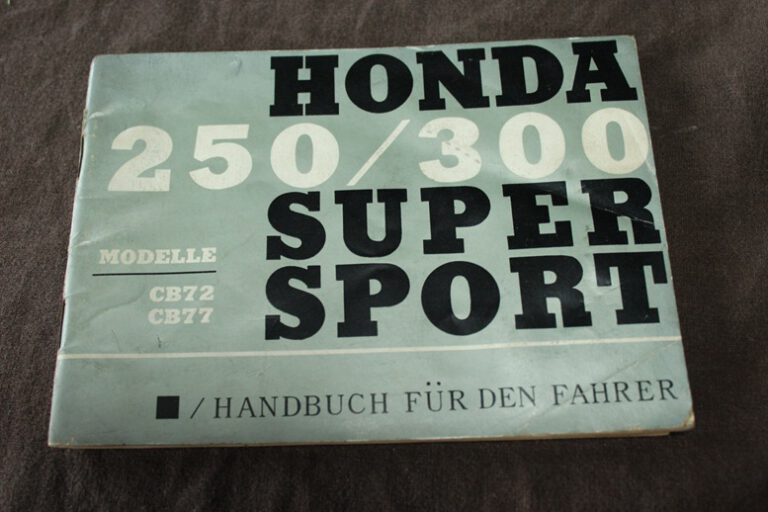 HONDA
250/300
SUPER
SPORT
MODELLE
CB72
CB77
■ / HANDBUCH FÜR DEN FAHRER